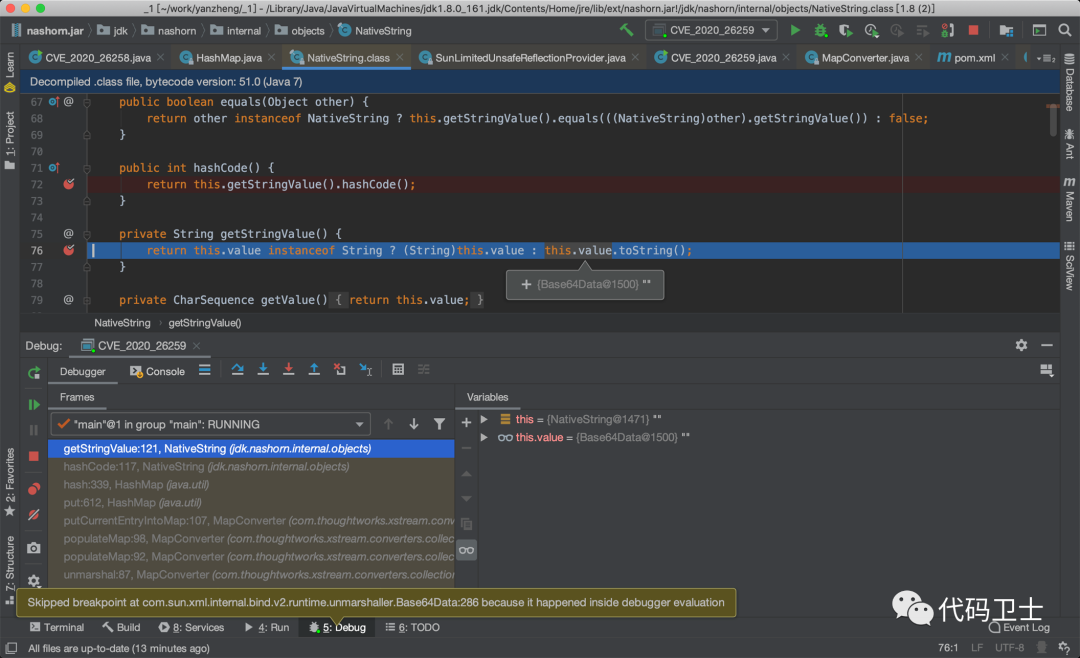 _1 [~/work/yanzheng/_1] - /Library/Java/JavaVirtualMachines/jdk1.8.0_161.jdk/Contents/Home/jre/lib/ext/nashorn.jar!/jdk/nashorn/internal/objects/NativeString.class [1.8 (2)]
nashorn.jar jdk nashorn internal objects NativeString CVE_2020_26259
CVE_2020_26258.java HashMap.java NativeString.class SunLimitedUnsafeReflectionProvider.java CVE_2020_26259.java MapConverter.java pom.xml
Decompiled .class file, bytecode version: 51.0 (Java 7)
67 @ public boolean equals(Object other) {
68 return other instanceof NativeString ? this.getStringValue().equals(((NativeString)other).getStringValue()) : false;
69 }
70
71 public int hashCode() {
72 return this.getStringValue().hashCode();
73 }
74
75 @ private String getStringValue() {
76 return this.value instanceof String ? (String)this.value : this.value.toString();
77 }
78
79 @ private CharSequence getValue() { return this.value; }
+ {Base64Data@1500} ""
NativeString › getStringValue()
Learn
1: Project
2: Favorites
7: Structure
Database
Ant
Maven
SciView
Debug: CVE_2020_26259
Debugger Console
Frames Variables
"main"@1 in group "main": RUNNING
this = {NativeString@1471} ""
this.value = {Base64Data@1500} ""
getStringValue:121, NativeString (jdk.nashorn.internal.objects)
hashCode:117, NativeString (jdk.nashorn.internal.objects)
hash:339, HashMap (java.util)
put:612, HashMap (java.util)
putCurrentEntryIntoMap:107, MapConverter (com.thoughtworks.xstream.conv
populateMap:98, MapConverter (com.thoughtworks.xstream.converters.collec
populateMap:92, MapConverter (com.thoughtworks.xstream.converters.collec
unmarshal:87, MapConverter (com.thoughtworks.xstream.converters.collection
Skipped breakpoint at com.sun.xml.internal.bind.v2.runtime.unmarshaller.Base64Data:286 because it happened inside debugger evaluation
代码卫士
Terminal Build 8: Services 4: Run 5: Debug 6: TODO Event Log
All files are up-to-date (13 minutes ago) 76:1 LF UTF-8